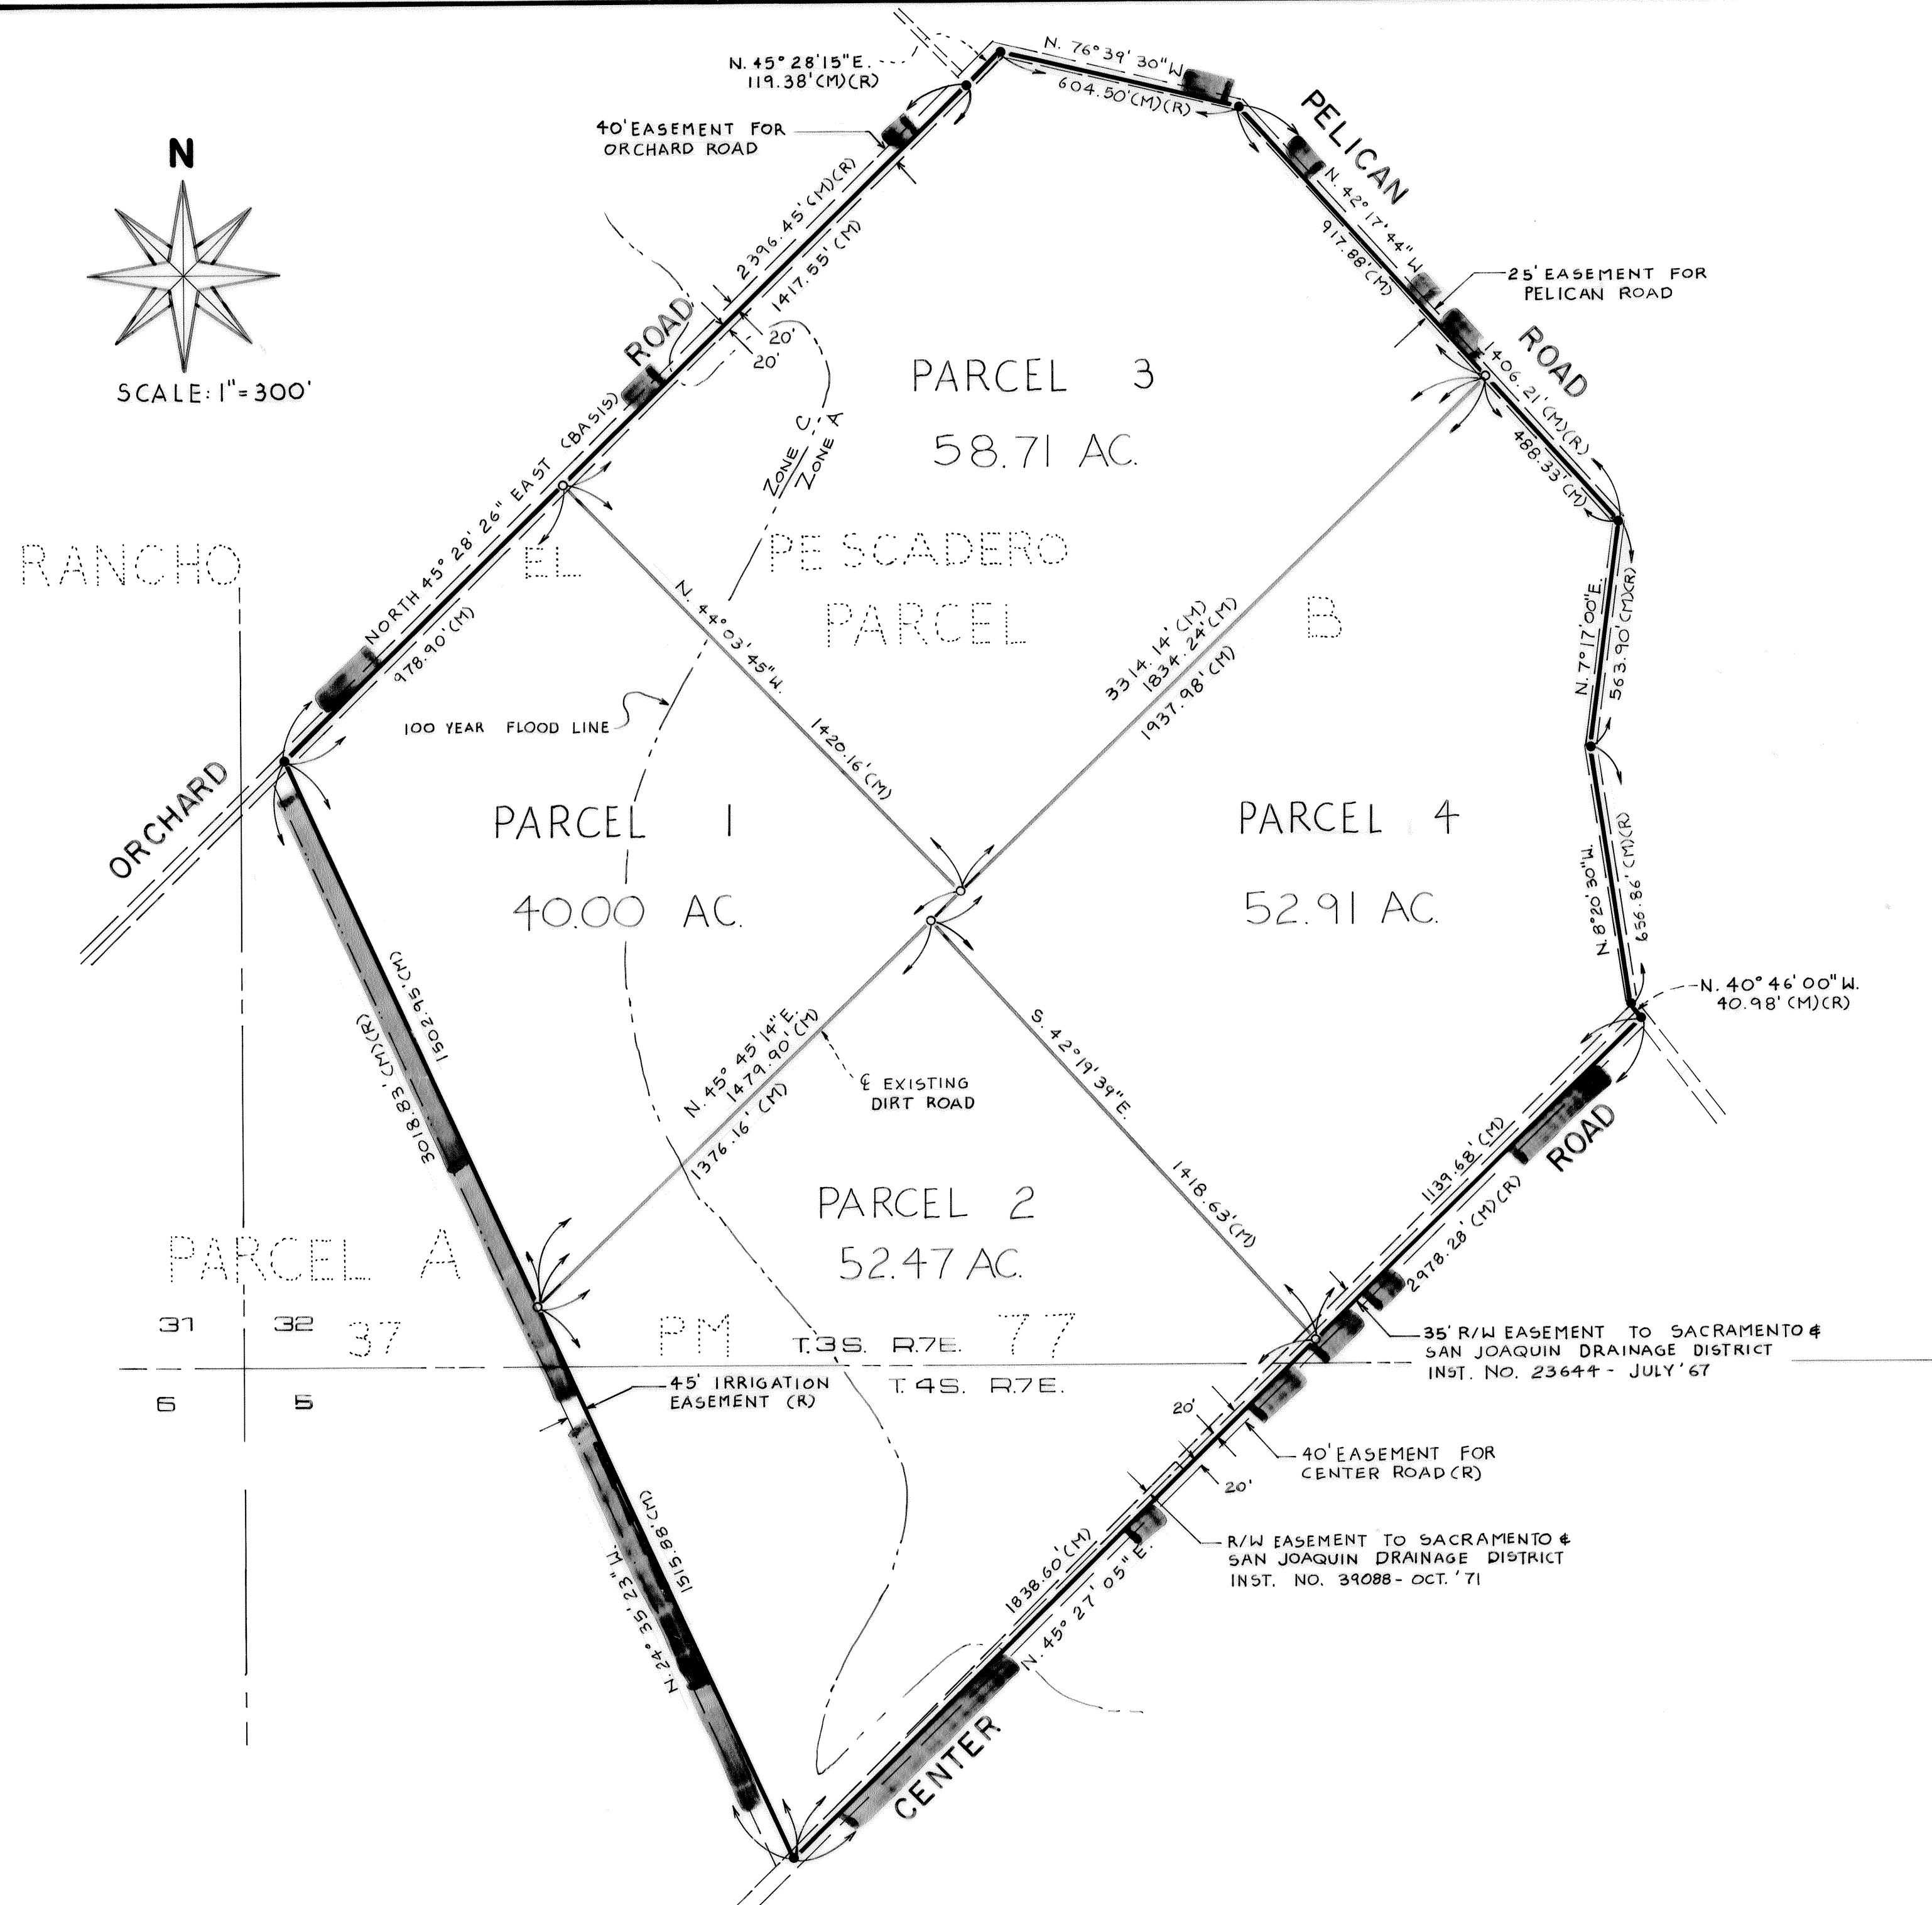 N. 45° 28' 15" E.
119.38' (M)(R)
N. 76° 39' 30" W
604.50' (M)(R)
40' EASEMENT FOR
ORCHARD ROAD
N
SCALE: 1" = 300'
PELICAN
ROAD
N. 42° 17' 44" W
917.88' (M)
25' EASEMENT FOR
PELICAN ROAD
1406.21' (M)(R)
488.33' (M)
2396.45' (M)(R)
1417.55' (M)
20'
20'
ROAD
PARCEL 3
58.71 AC.
ZONE C
ZONE A
NORTH 45° 28' 26" EAST (BASIS)
978.90' (M)
RANCHO EL PESCADERO
PARCEL B
N. 7° 17' 00" E.
563.90' (M)(R)
N. 44° 03' 45" W.
1420.16' (M)
3314.14' (M)
1834.24' (M)
1937.98' (M)
100 YEAR FLOOD LINE
ORCHARD
PARCEL 1
40.00 AC.
PARCEL 4
52.91 AC.
N. 8° 20' 30" W.
656.86' (M)(R)
N. 40° 46' 00" W.
40.98' (M)(R)
1502.95' (M)
3018.83' (M)(R)
N. 45° 45' 14" E.
1479.90' (M)
1376.16' (M)
℄ EXISTING
DIRT ROAD
S. 42° 19' 39" E.
1418.63' (M)
1139.68' (M)
2978.28' (M)(R)
ROAD
PARCEL 2
52.47 AC.
PARCEL A
31 32
37 PM 77
T. 3 S. R. 7 E.
T. 4 S. R. 7 E.
6 5
45' IRRIGATION
EASEMENT (R)
35' R/W EASEMENT TO SACRAMENTO &
SAN JOAQUIN DRAINAGE DISTRICT
INST. NO. 23644 - JULY '67
20'
20'
40' EASEMENT FOR
CENTER ROAD (R)
R/W EASEMENT TO SACRAMENTO &
SAN JOAQUIN DRAINAGE DISTRICT
INST. NO. 39088 - OCT. '71
1515.88' (M)
N. 24° 35' 23" W.
1838.60' (M)
N. 45° 27' 05" E.
CENTER